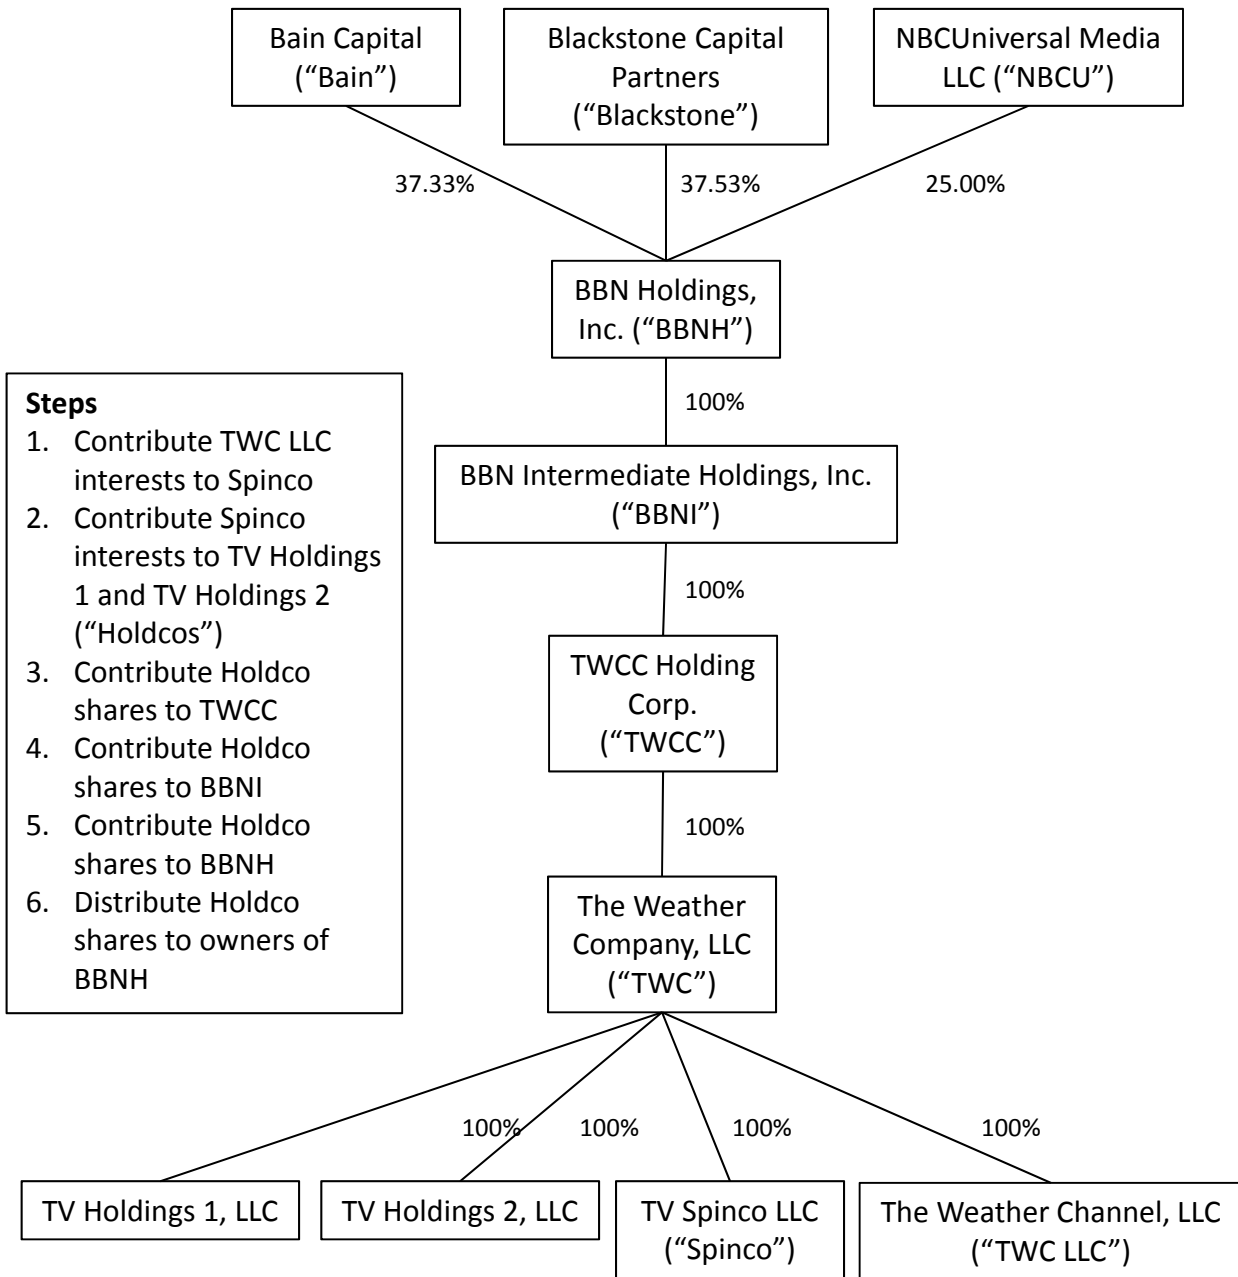 Bain Capital
(“Bain”)
Blackstone Capital
Partners
(“Blackstone”)
NBCUniversal Media
LLC (“NBCU”)
37.33%
37.53%
25.00%
BBN Holdings,
Inc. (“BBNH”)
100%
BBN Intermediate Holdings, Inc.
(“BBNI”)
100%
TWCC Holding
Corp.
(“TWCC”)
100%
The Weather
Company, LLC
(“TWC”)
Steps
1. Contribute TWC LLC
interests to Spinco
2. Contribute Spinco
interests to TV Holdings
1 and TV Holdings 2
(“Holdcos”)
3. Contribute Holdco
shares to TWCC
4. Contribute Holdco
shares to BBNI
5. Contribute Holdco
shares to BBNH
6. Distribute Holdco
shares to owners of
BBNH
100%
100%
100%
100%
TV Holdings 1, LLC
TV Holdings 2, LLC
TV Spinco LLC
(“Spinco”)
The Weather Channel, LLC
(“TWC LLC”)